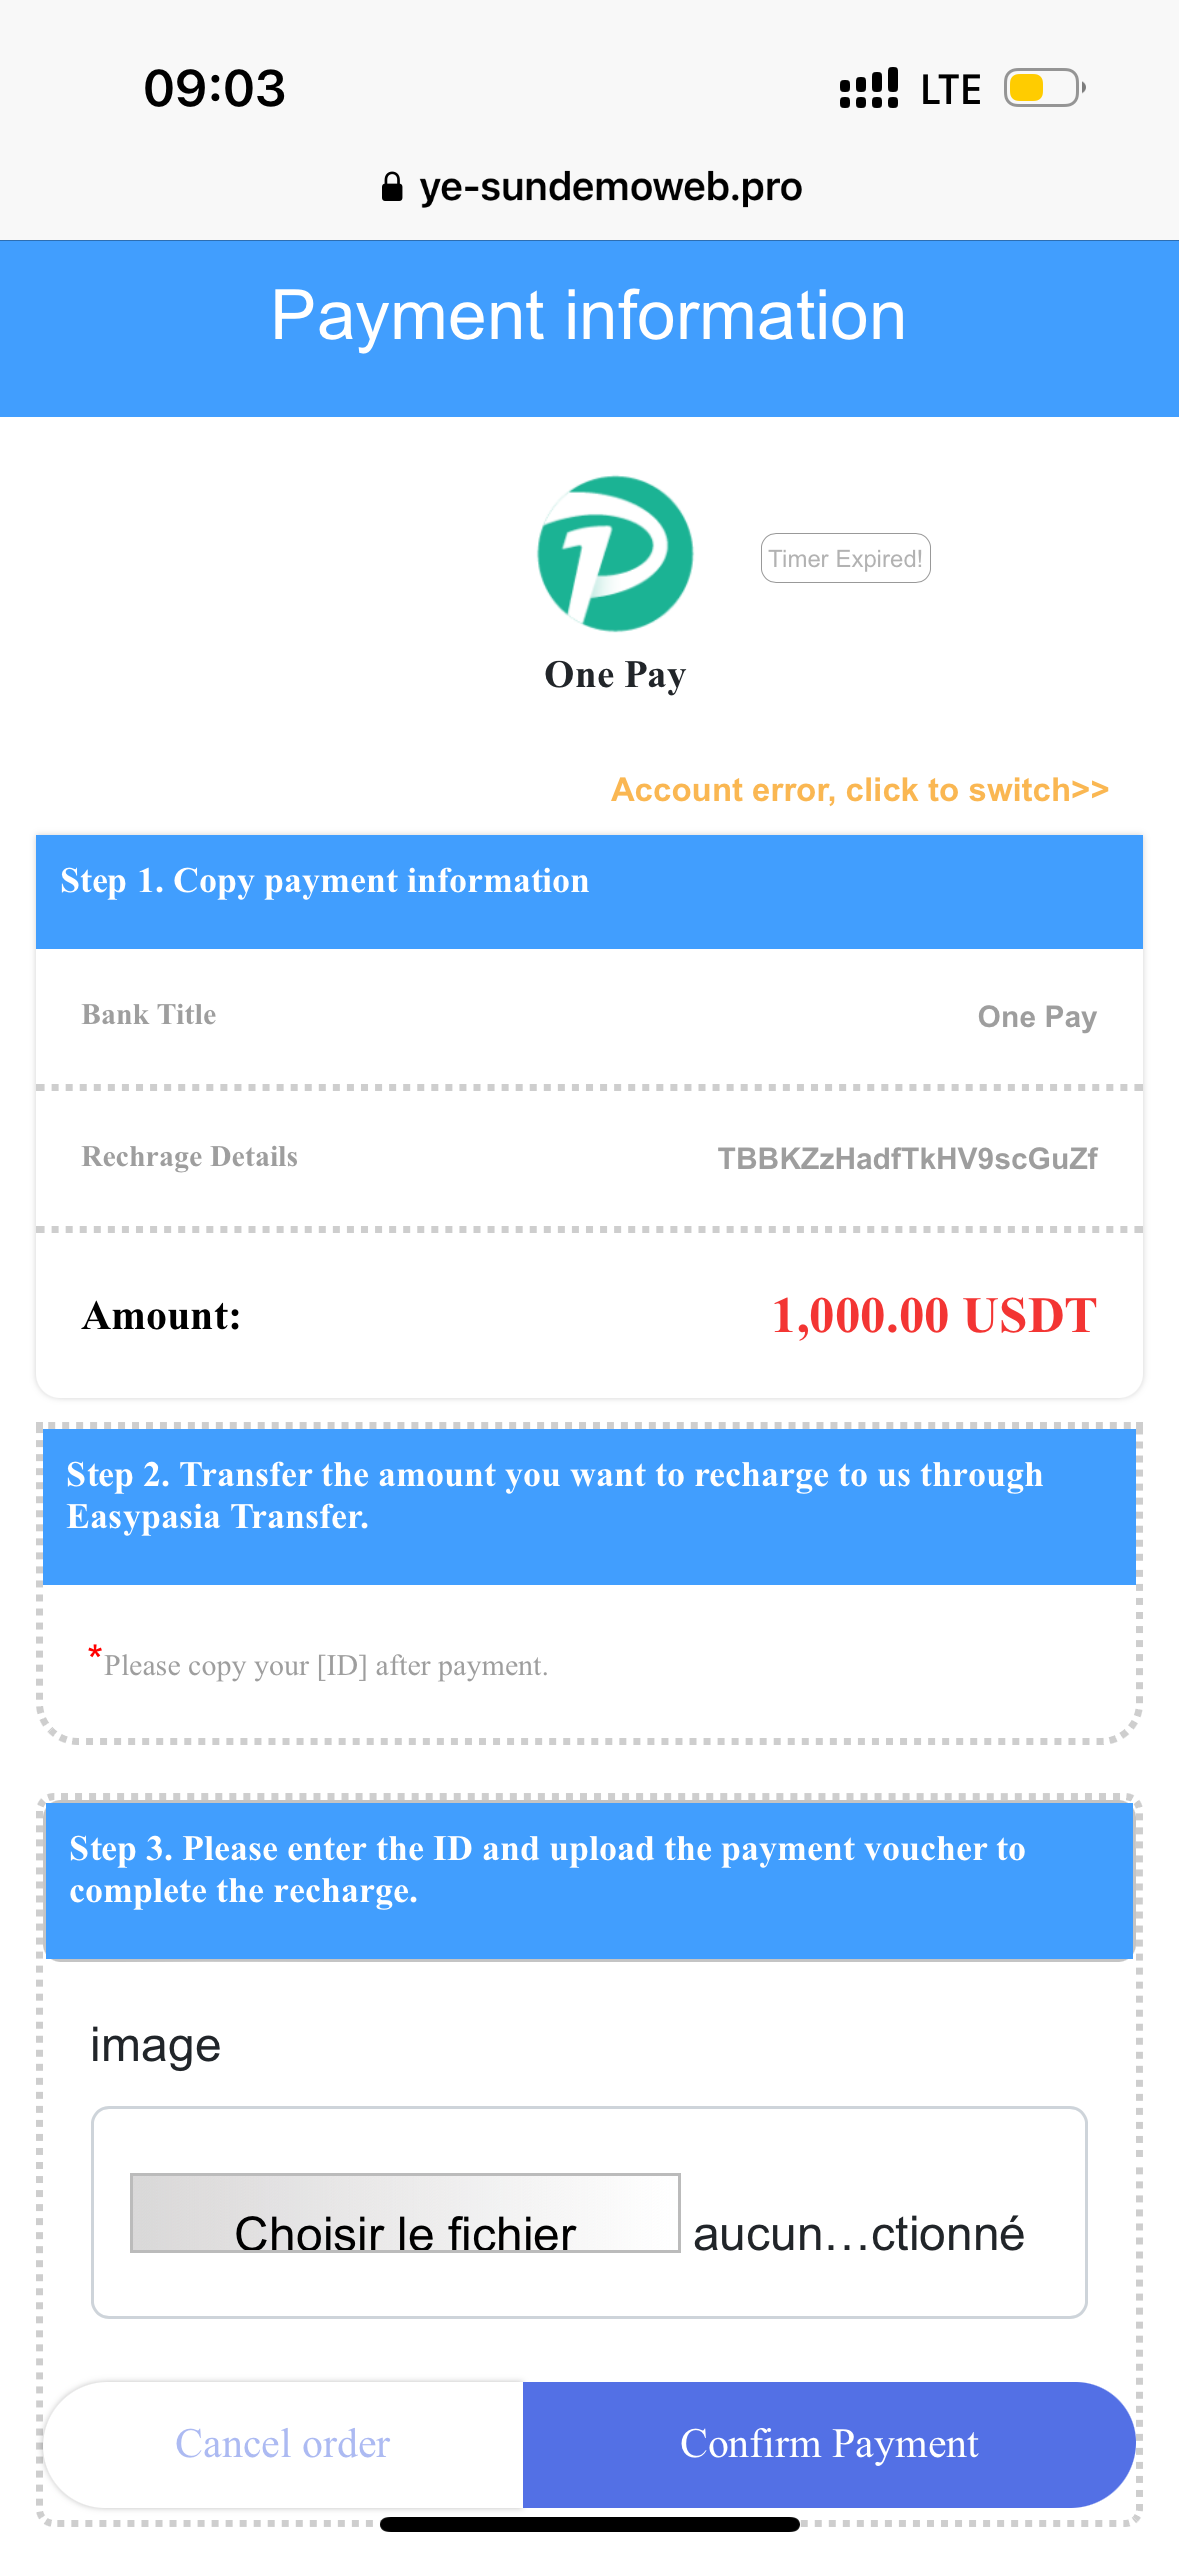 09:03
LTE
ye-sundemoweb.pro
Payment information
Timer Expired!
One Pay
Account error, click to switch>>
Step 1. Copy payment information
Bank Title
One Pay
Rechrage Details
TBBKZzHadfTkHV9scGuZf
Amount:
1,000.00 USDT
Step 2. Transfer the amount you want to recharge to us through
Easypasia Transfer.
*Please copy your [ID] after payment.
Step 3. Please enter the ID and upload the payment voucher to
complete the recharge.
image
Choisir le fichier
aucun…ctionné
Cancel order
Confirm Payment